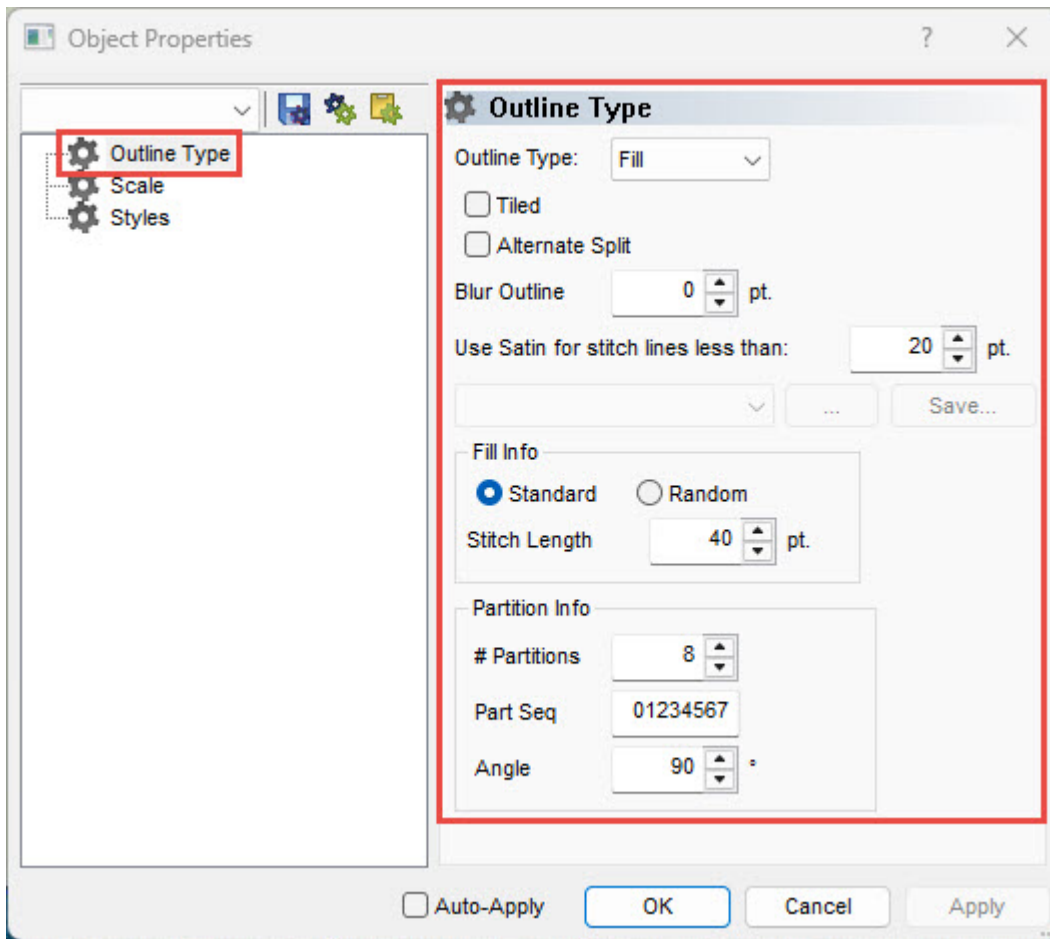 Object Properties
?
Outline Type
Scale
Styles
Outline Type
Outline Type: Fill
Tiled
Alternate Split
Blur Outline 0 pt.
Use Satin for stitch lines less than: 20 pt.
... Save...
Fill Info
Standard Random
Stitch Length 40 pt.
Partition Info
# Partitions 8
Part Seq 01234567
Angle 90 °
Auto-Apply OK Cancel Apply